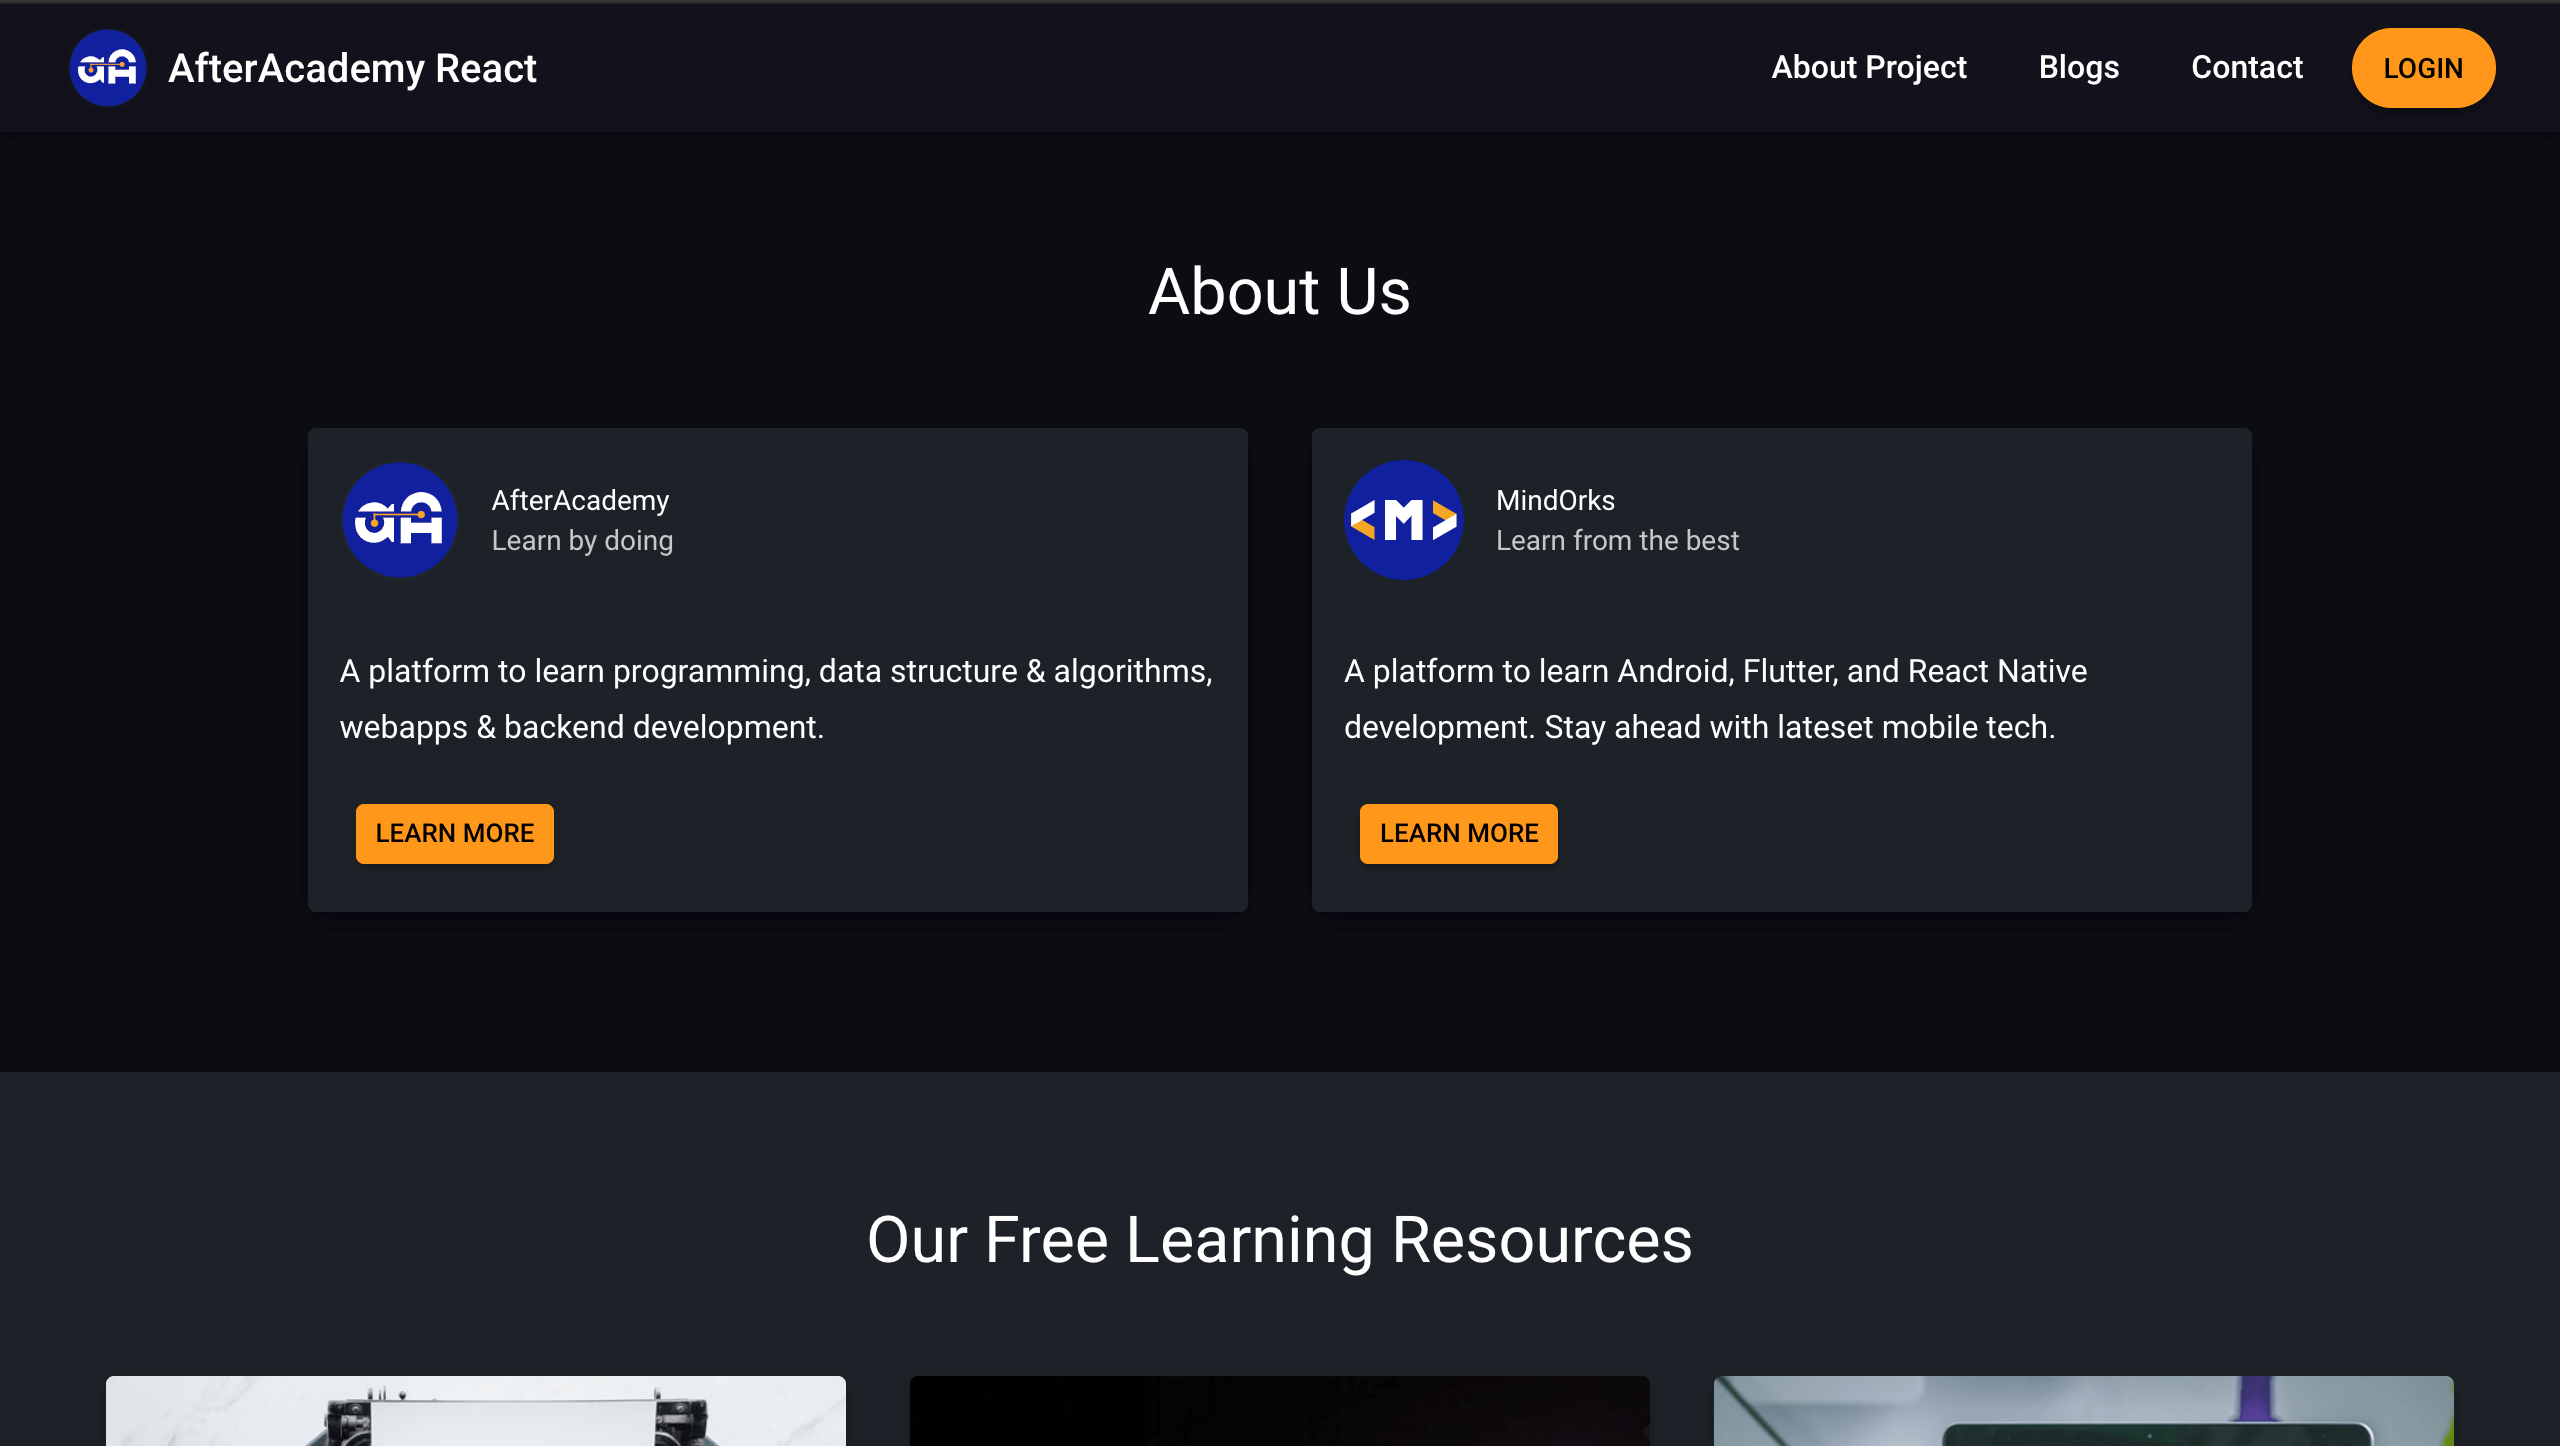 aA AfterAcademy React
About Project
Blogs
Contact
LOGIN
About Us
aA
AfterAcademy
Learn by doing
A platform to learn programming, data structure & algorithms,
webapps & backend development.
LEARN MORE
<M>
MindOrks
Learn from the best
A platform to learn Android, Flutter, and React Native
development. Stay ahead with lateset mobile tech.
LEARN MORE
Our Free Learning Resources